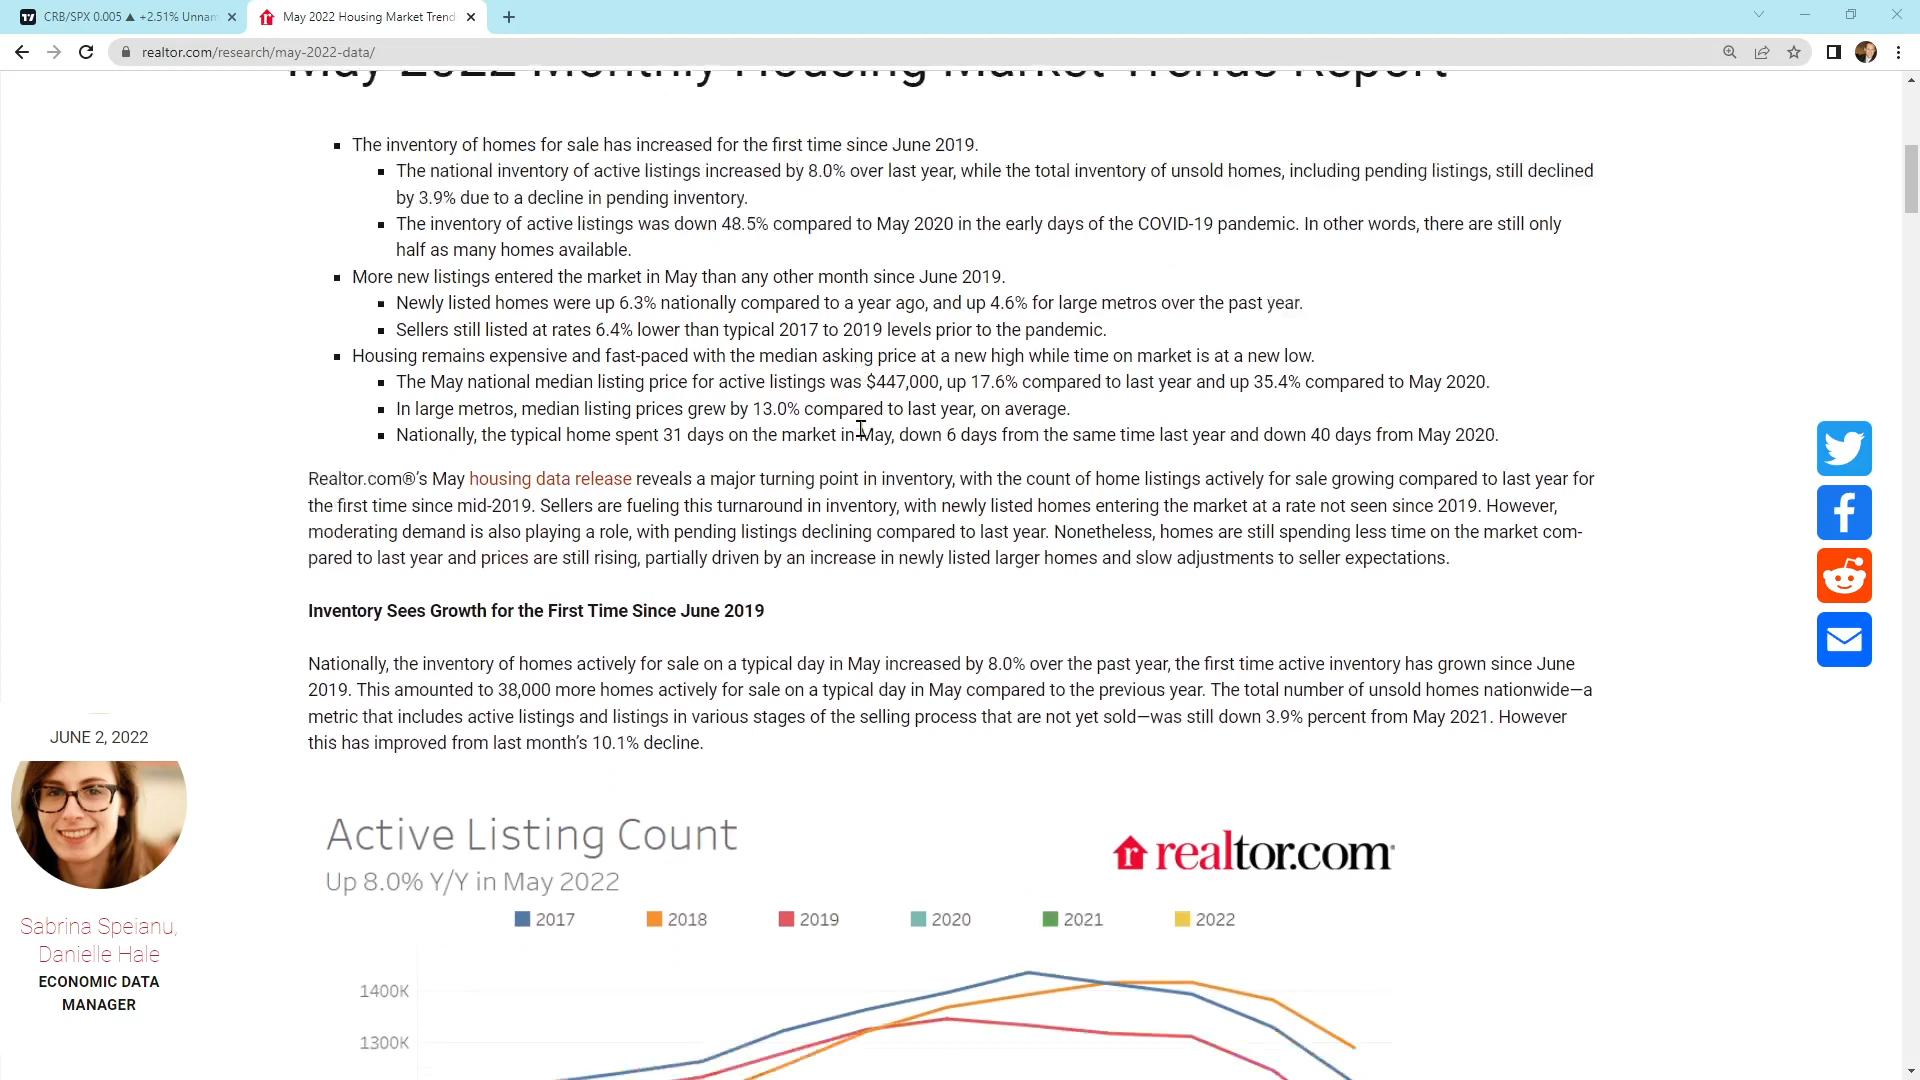 CRB/SPX 0.005 ▲ +2.51% Unnam
May 2022 Housing Market Trend
realtor.com/research/may-2022-data/
May 2022 Monthly Housing Market Trends Report
The inventory of homes for sale has increased for the first time since June 2019.
The national inventory of active listings increased by 8.0% over last year, while the total inventory of unsold homes, including pending listings, still declined
by 3.9% due to a decline in pending inventory.
The inventory of active listings was down 48.5% compared to May 2020 in the early days of the COVID-19 pandemic. In other words, there are still only
half as many homes available.
More new listings entered the market in May than any other month since June 2019.
Newly listed homes were up 6.3% nationally compared to a year ago, and up 4.6% for large metros over the past year.
Sellers still listed at rates 6.4% lower than typical 2017 to 2019 levels prior to the pandemic.
Housing remains expensive and fast-paced with the median asking price at a new high while time on market is at a new low.
The May national median listing price for active listings was $447,000, up 17.6% compared to last year and up 35.4% compared to May 2020.
In large metros, median listing prices grew by 13.0% compared to last year, on average.
Nationally, the typical home spent 31 days on the market in May, down 6 days from the same time last year and down 40 days from May 2020.
Realtor.com®'s May housing data release reveals a major turning point in inventory, with the count of home listings actively for sale growing compared to last year for
the first time since mid-2019. Sellers are fueling this turnaround in inventory, with newly listed homes entering the market at a rate not seen since 2019. However,
moderating demand is also playing a role, with pending listings declining compared to last year. Nonetheless, homes are still spending less time on the market com-
pared to last year and prices are still rising, partially driven by an increase in newly listed larger homes and slow adjustments to seller expectations.
Inventory Sees Growth for the First Time Since June 2019
Nationally, the inventory of homes actively for sale on a typical day in May increased by 8.0% over the past year, the first time active inventory has grown since June
2019. This amounted to 38,000 more homes actively for sale on a typical day in May compared to the previous year. The total number of unsold homes nationwide—a
metric that includes active listings and listings in various stages of the selling process that are not yet sold—was still down 3.9% percent from May 2021. However
this has improved from last month's 10.1% decline.
JUNE 2, 2022
Sabrina Speianu,
Danielle Hale
ECONOMIC DATA
MANAGER
Active Listing Count
Up 8.0% Y/Y in May 2022
realtor.com
2017 2018 2019 2020 2021 2022
1400K
1300K